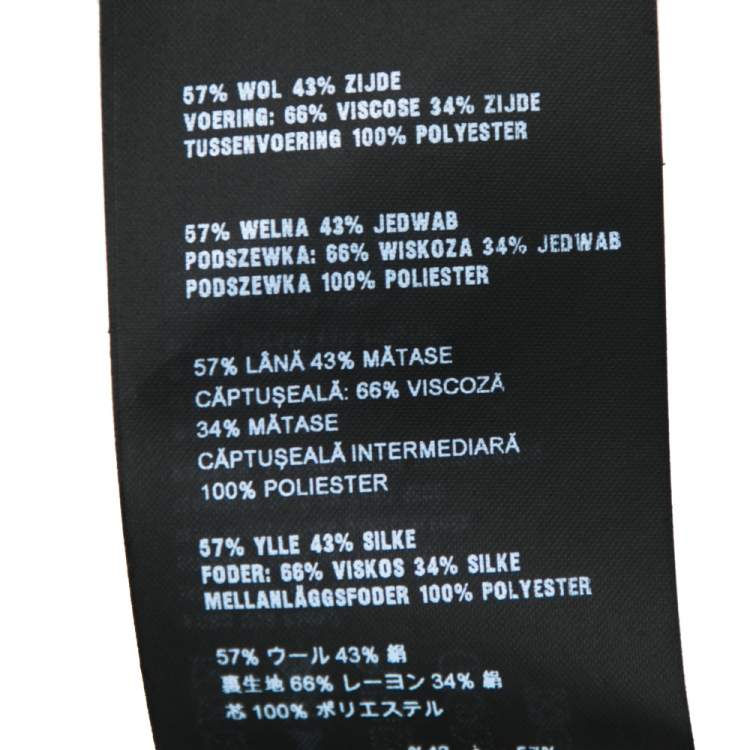 57% WOL 43% ZIJDE
VOERING: 66% VISCOSE 34% ZIJDE
TUSSENVOERING 100% POLYESTER
57% WELNA 43% JEDWAB
PODSZEWKA: 66% WISKOZA 34% JEDWAB
PODSZEWKA 100% POLIESTER
57% LÂNĂ 43% MĂTASE
CĂPTUȘEALĂ: 66% VISCOZĂ
34% MĂTASE
CĂPTUȘEALĂ INTERMEDIARĂ
100% POLIESTER
57% YLLE 43% SILKE
FODER: 66% VISKOS 34% SILKE
MELLANLÄGGSFODER 100% POLYESTER
57% ウール 43% 絹
裏生地 66% レーヨン 34% 絹
芯 100% ポリエステル